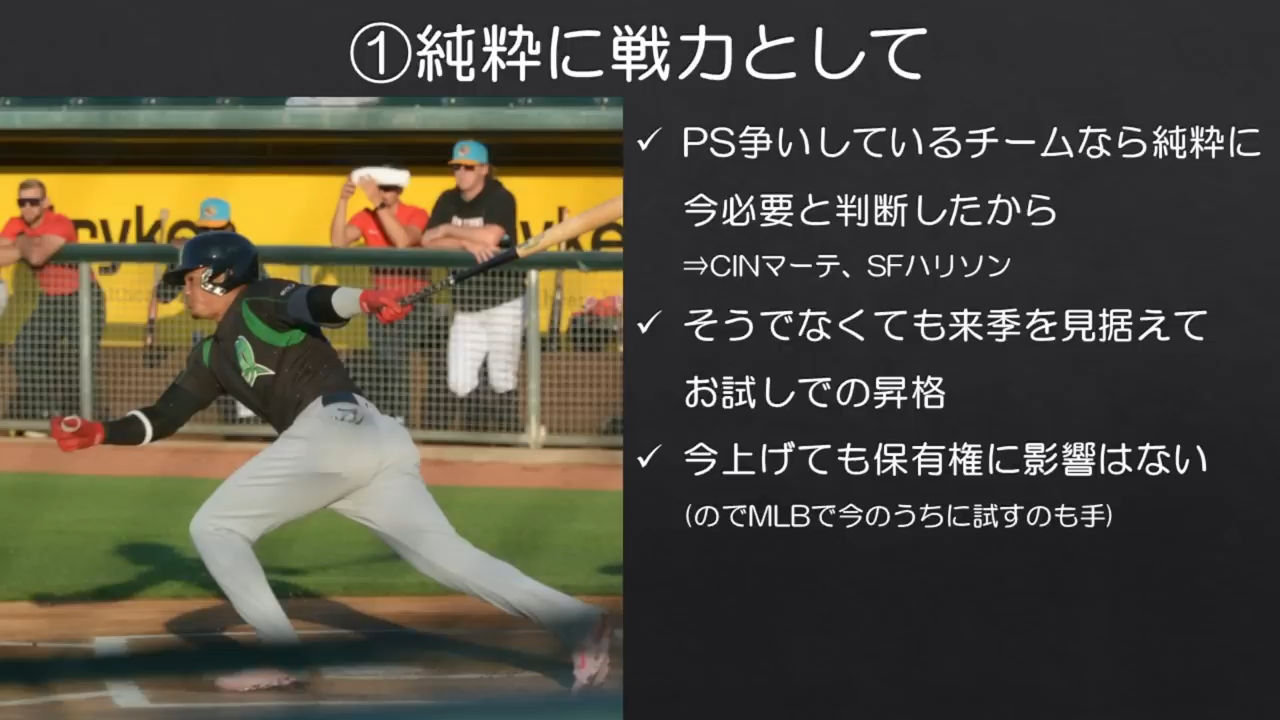 ①純粋に戦力として
✓ PS争いしているチームなら純粋に
今必要と判断したから
⇒CINマーテ、SFハリソン
✓ そうでなくても来季を見据えて
お試しでの昇格
✓ 今上げても保有権に影響はない
(のでMLBで今のうちに試すのも手)
ryke
yke